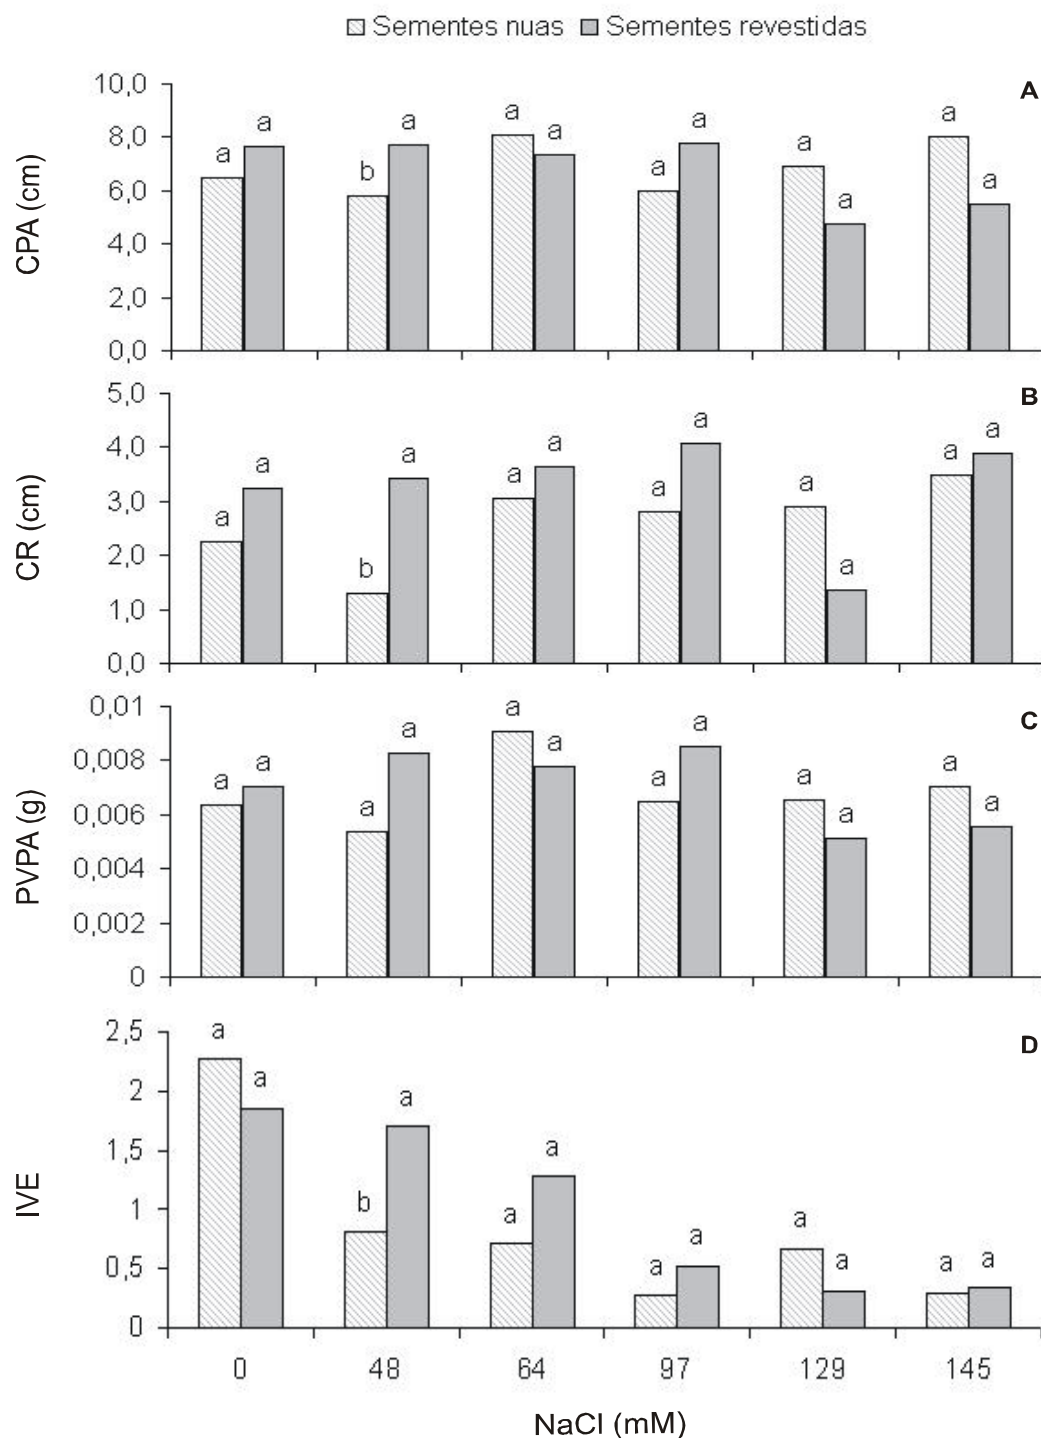 Sementes nuas Sementes revestidas
A
CPA (cm)
10,0
8,0
6,0
4,0
2,0
0,0
a a a b a a a a a a a a
B
CR (cm)
5,0
4,0
3,0
2,0
1,0
0,0
a a b a a a a a a a a a
C
PVPA (g)
0,01
0,008
0,006
0,004
0,002
0
a a a a a a a a a a a a
D
IVE
2,5
2
1,5
1
0,5
0
a a b a a a a a a a a a
0 48 64 97 129 145
NaCl (mM)